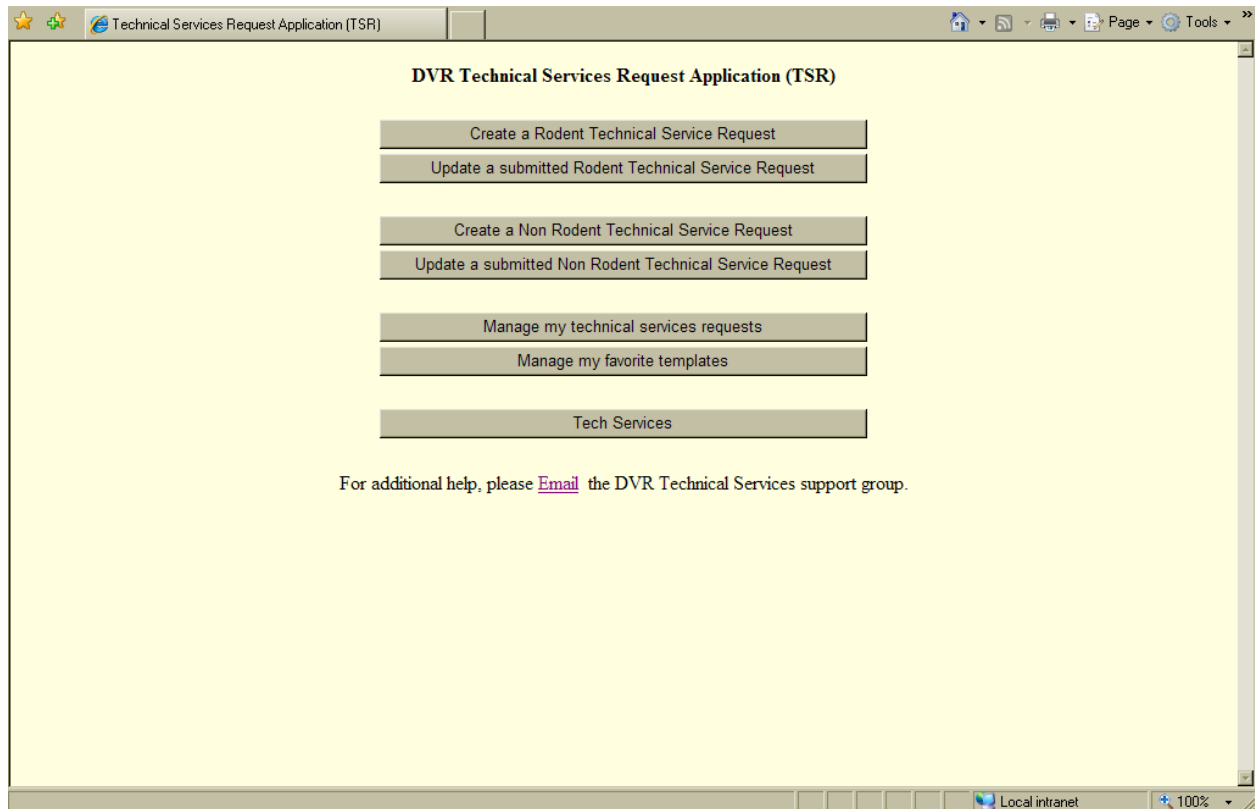 Technical Services Request Application (TSR)
Page
Tools
»
DVR Technical Services Request Application (TSR)
Create a Rodent Technical Service Request
Update a submitted Rodent Technical Service Request
Create a Non Rodent Technical Service Request
Update a submitted Non Rodent Technical Service Request
Manage my technical services requests
Manage my favorite templates
Tech Services
For additional help, please Email the DVR Technical Services support group.
Local intranet
100%